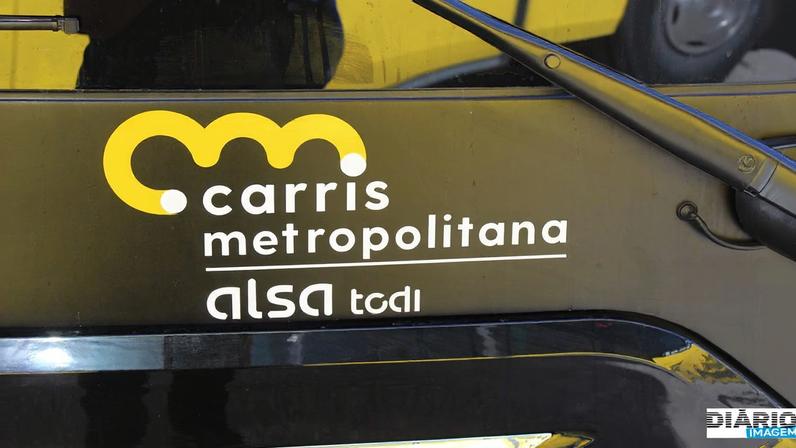 carris
metropolitana
alsa todi
DIÁRIO
IMAGEM